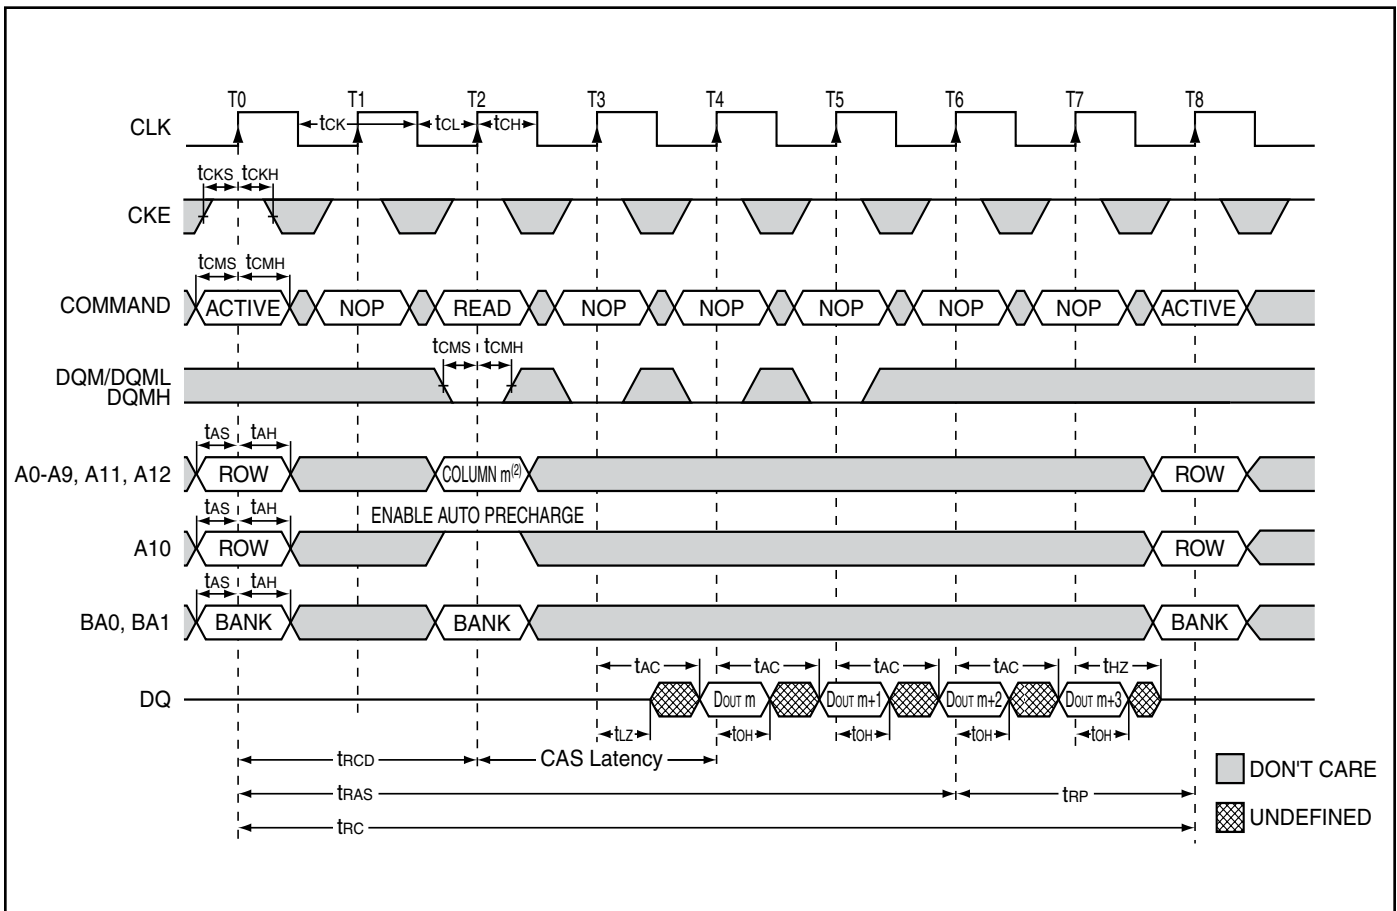 T0 T1 T2 T3 T4 T5 T6 T7 T8
CLK
tCK tCL tCH
tCKS tCKH
CKE
tCMS tCMH
COMMAND ACTIVE NOP READ NOP NOP NOP NOP NOP ACTIVE
tCMS tCMH
DQM/DQML
DQMH
tAS tAH
A0-A9, A11, A12 ROW COLUMN m(2) ROW
tAS tAH ENABLE AUTO PRECHARGE
A10 ROW ROW
tAS tAH
BA0, BA1 BANK BANK BANK
tAC tAC tAC tAC tHZ
DQ DOUT m DOUT m+1 DOUT m+2 DOUT m+3
tLZ tOH tOH tOH tOH
tRCD CAS Latency
DON'T CARE
tRAS tRP
UNDEFINED
tRC